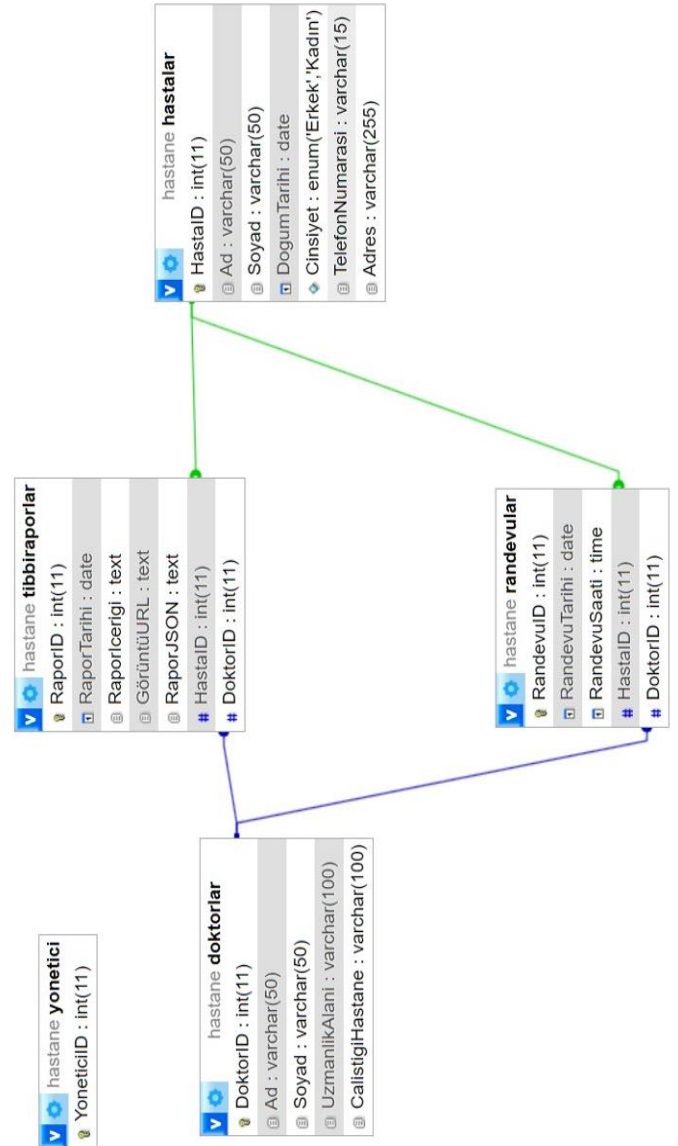 hastane yonetici
YoneticiID : int(11)
hastane doktorlar
DoktorID : int(11)
Ad : varchar(50)
Soyad : varchar(50)
UzmanlikAlani : varchar(100)
CalistigiHastane : varchar(100)
hastane tibbiraporlar
RaporID : int(11)
RaporTarihi : date
RaporIcerigi : text
GörüntüURL : text
RaporJSON : text
HastaID : int(11)
DoktorID : int(11)
hastane randevular
RandevuID : int(11)
RandevuTarihi : date
RandevuSaati : time
HastaID : int(11)
DoktorID : int(11)
hastane hastalar
HastaID : int(11)
Ad : varchar(50)
Soyad : varchar(50)
DogumTarihi : date
Cinsiyet : enum('Erkek','Kadın')
TelefonNumarasi : varchar(15)
Adres : varchar(255)